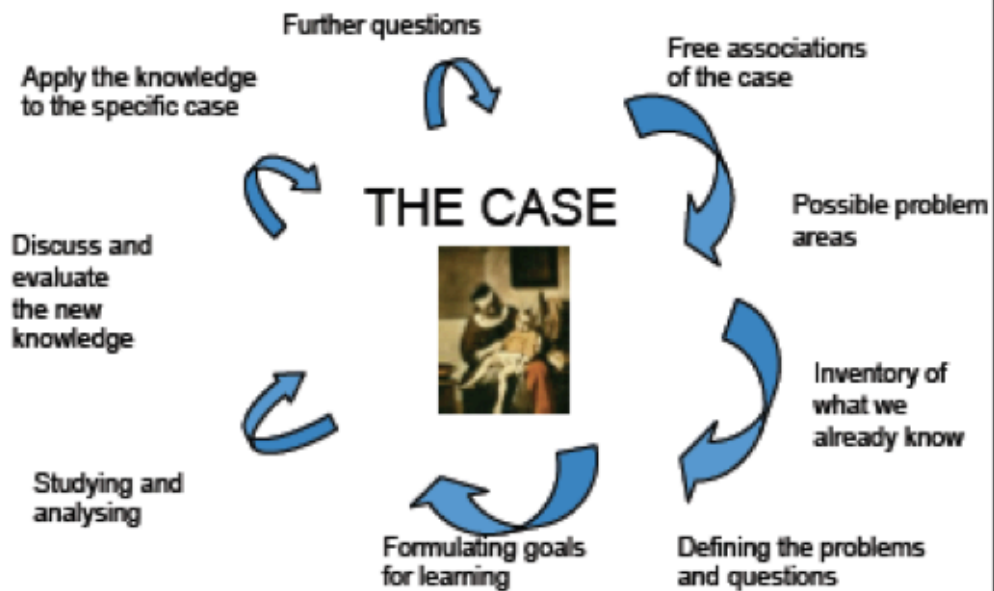 Further questions
Free associations
of the case
Apply the knowledge
to the specific case
THE CASE
Possible problem
areas
Discuss and
evaluate
the new
knowledge
Inventory of
what we
already know
Studying and
analysing
Formulating goals
for learning
Defining the problems
and questions